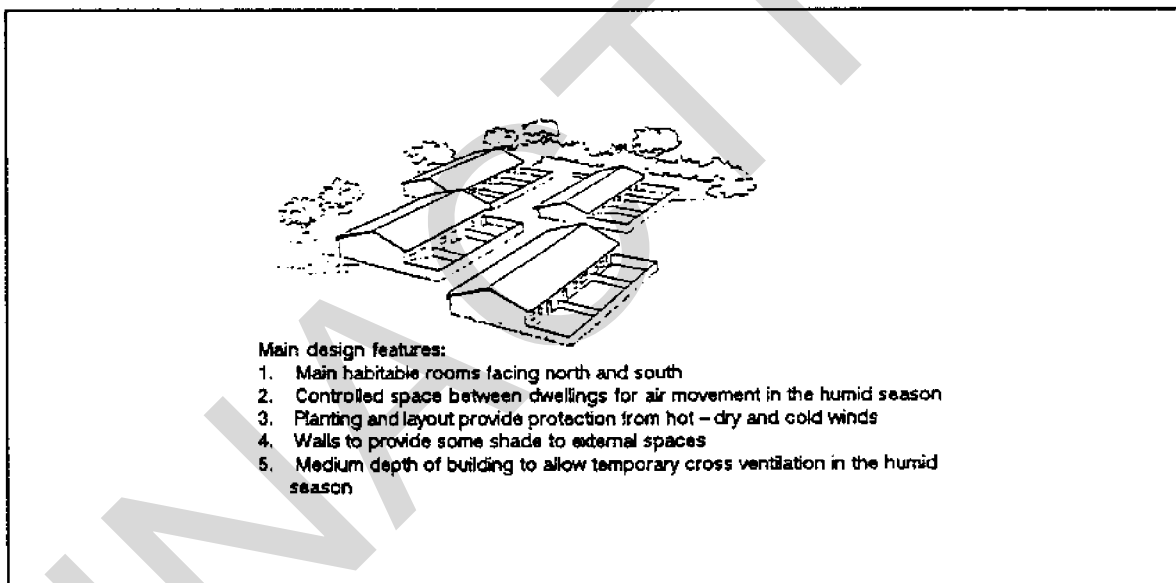 Main design features:
1. Main habitable rooms facing north and south
2. Controlled space between dwellings for air movement in the humid season
3. Planting and layout provide protection from hot – dry and cold winds
4. Walls to provide some shade to external spaces
5. Medium depth of building to allow temporary cross ventilation in the humid
season